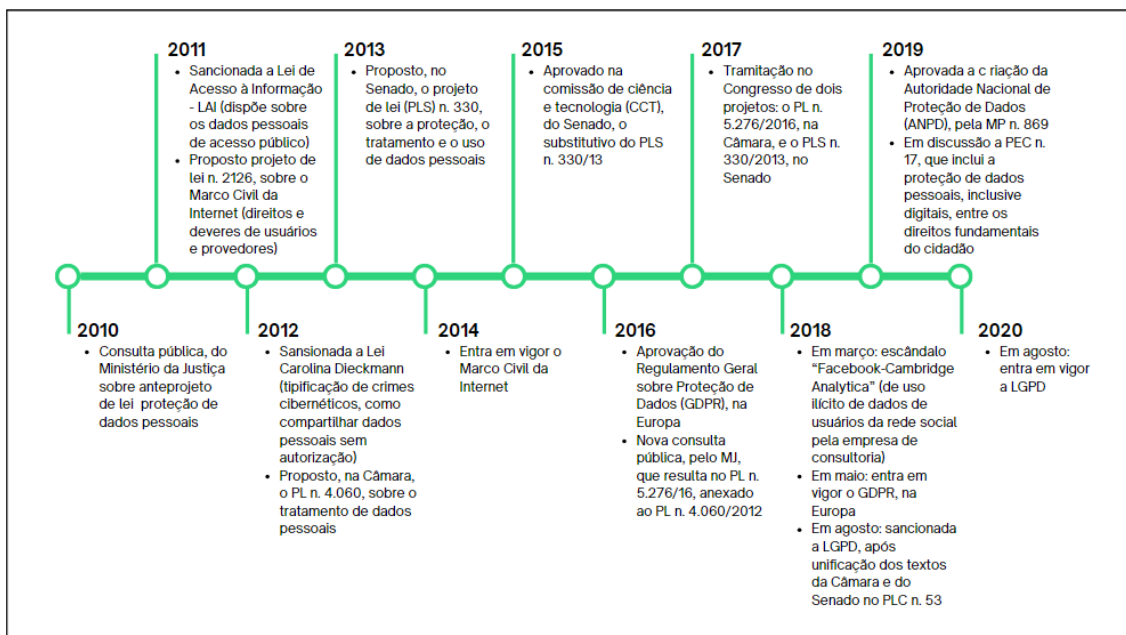 2011
• Sancionada a Lei de
Acesso à Informação
- LAI (dispõe sobre
os dados pessoais
de acesso público)
• Proposto projeto de
lei n. 2126, sobre o
Marco Civil da
Internet (direitos e
deveres de usuários
e provedores)
2013
• Proposto, no
Senado, o projeto
de lei (PLS) n. 330,
sobre a proteção, o
tratamento e o uso
de dados pessoais
2015
• Aprovado na
comissão de ciência
e tecnologia (CCT),
do Senado, o
substitutivo do PLS
n. 330/13
2017
• Tramitação no
Congresso de dois
projetos: o PL n.
5.276/2016, na
Câmara, e o PLS n.
330/2013, no
Senado
2019
• Aprovada a c riação da
Autoridade Nacional de
Proteção de Dados
(ANPD), pela MP n. 869
• Em discussão a PEC n.
17, que inclui a
proteção de dados
pessoais, inclusive
digitais, entre os
direitos fundamentais
do cidadão
2010
• Consulta pública, do
Ministério da Justiça
sobre anteprojeto
de lei proteção de
dados pessoais
2012
• Sansionada a Lei
Carolina Dieckmann
(tipificação de crimes
cibernéticos, como
compartilhar dados
pessoais sem
autorização)
• Proposto, na Câmara,
o PL n. 4.060, sobre o
tratamento de dados
pessoais
2014
• Entra em vigor o
Marco Civil da
Internet
2016
• Aprovação do
Regulamento Geral
sobre Proteção de
Dados (GDPR), na
Europa
• Nova consulta
pública, pelo MJ,
que resulta no PL n.
5.276/16, anexado
ao PL n. 4.060/2012
2018
• Em março: escândalo
“Facebook-Cambridge
Analytica” (de uso
ilícito de dados de
usuários da rede social
pela empresa de
consultoria)
• Em maio: entra em
vigor o GDPR, na
Europa
• Em agosto: sancionada
a LGPD, após
unificação dos textos
da Câmara e do
Senado no PLC n. 53
2020
• Em agosto:
entra em vigor
a LGPD